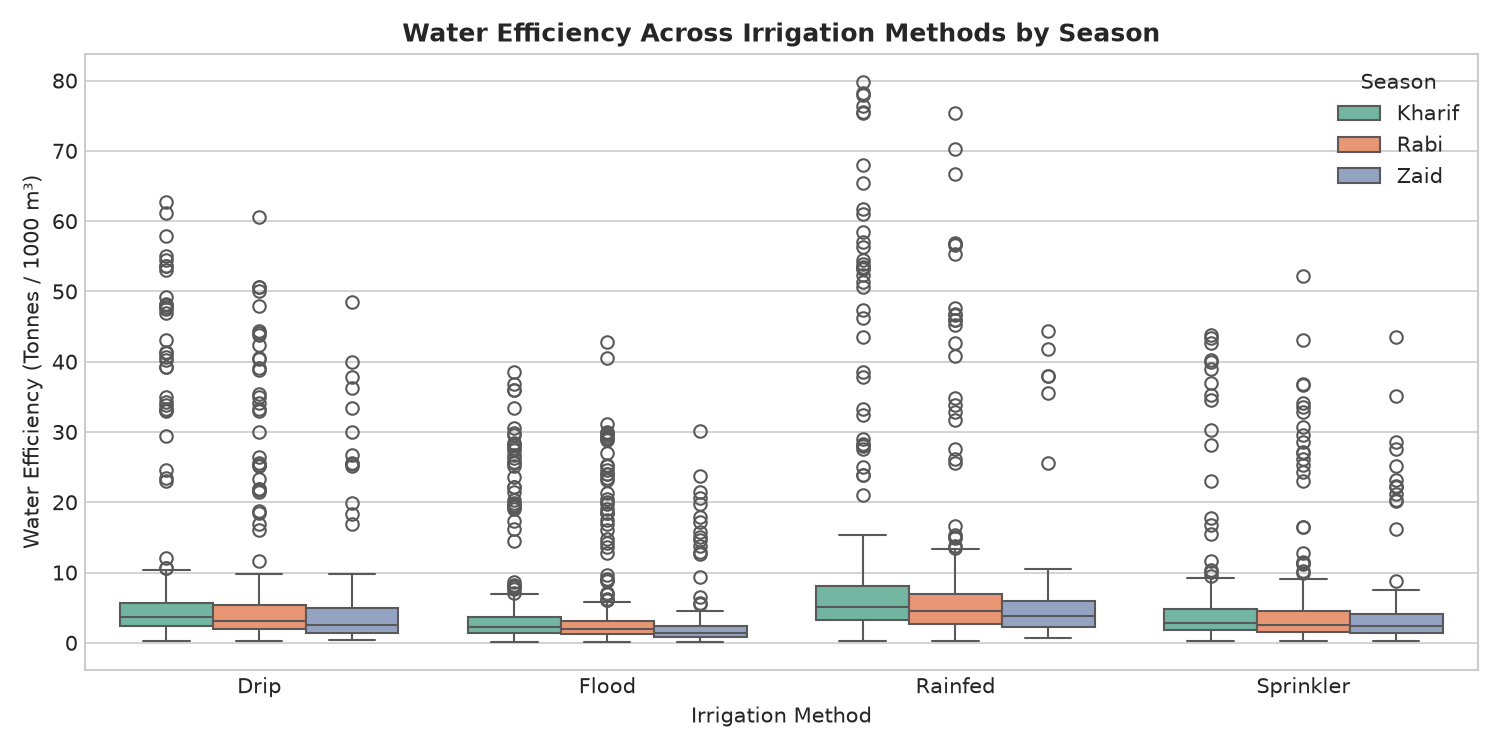 Water Efficiency Across Irrigation Methods by Season
Water Efficiency (Tonnes / 1000 m³)
80
70
60
50
40
30
20
10
0
Season
Kharif
Rabi
Zaid
Drip
Flood
Rainfed
Sprinkler
Irrigation Method